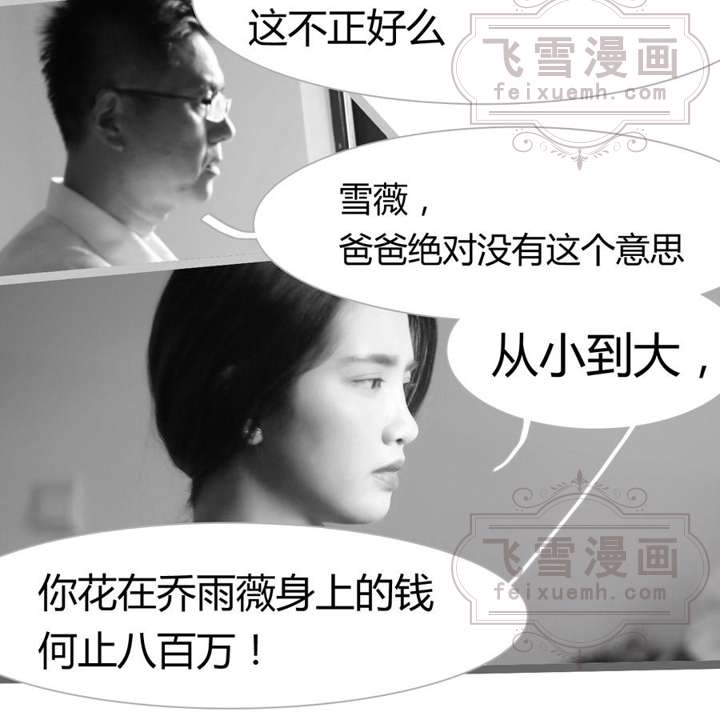 这不正好么
飞雪漫画
feixuemh.com
雪薇，
爸爸绝对没有这个意思
从小到大，
你花在乔雨薇身上的钱
何止八百万！
飞雪漫画
feixuemh.com